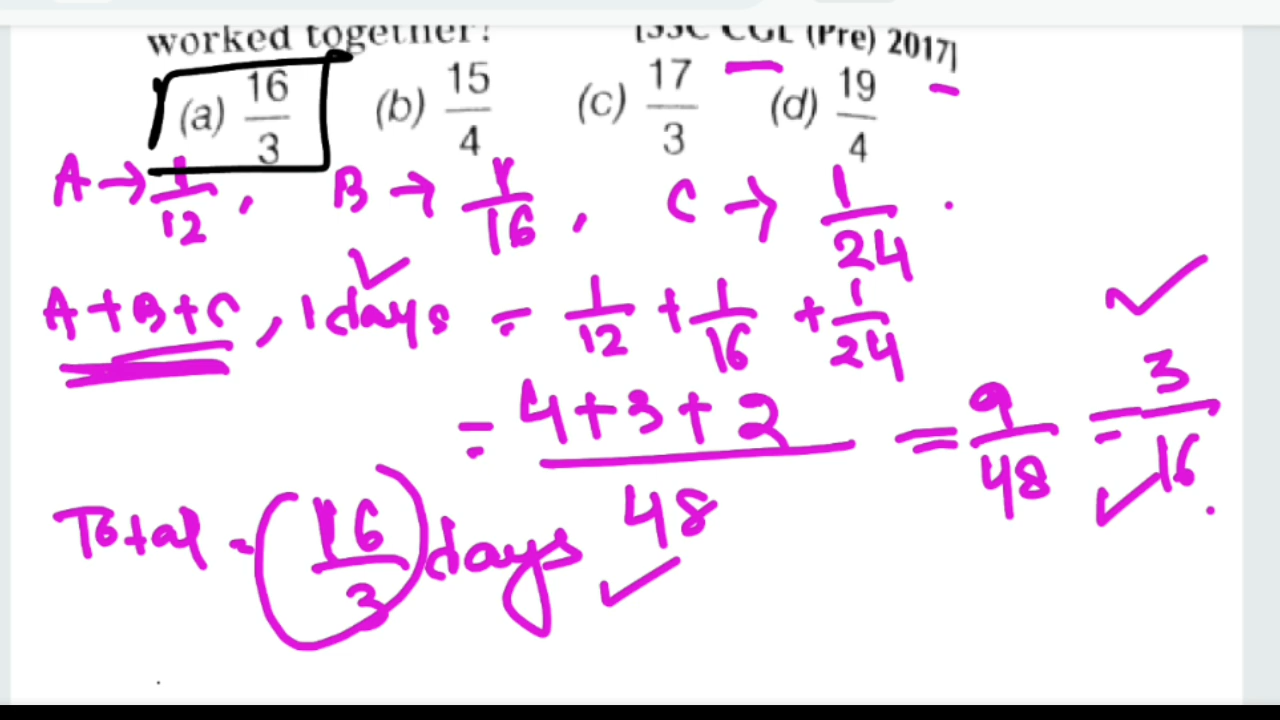 worked together? [SSC CGL (Pre) 2017]
(a) 16/3 (b) 15/4 (c) 17/3 (d) 19/4
A → 1/12, B → 1/16, C → 1/24.
A+B+C, 1 days = 1/12 + 1/16 + 1/24
= 4+3+2/48 = 9/48 = 3/16.
Total = 16/3 days